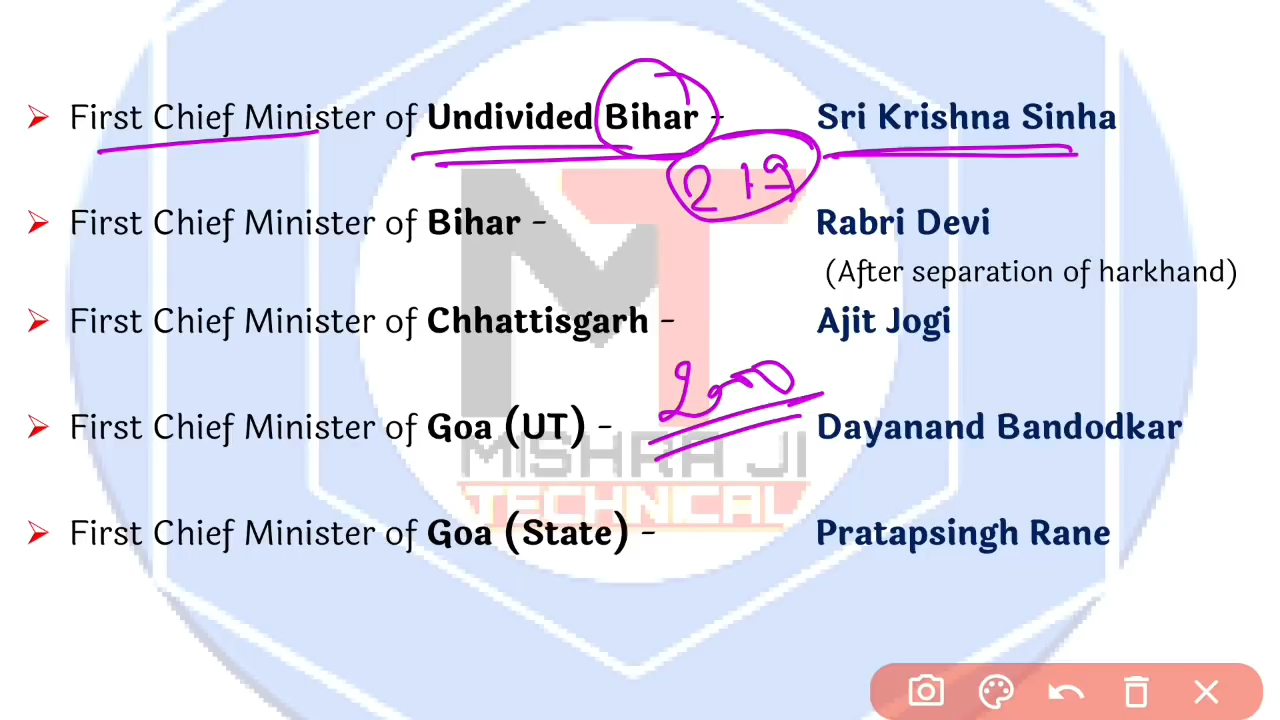 First Chief Minister of Undivided Bihar - Sri Krishna Sinha
First Chief Minister of Bihar - Rabri Devi
(After separation of harkhand)
First Chief Minister of Chhattisgarh - Ajit Jogi
First Chief Minister of Goa (UT) - Dayanand Bandodkar
MISHRA JI
TECHNICAL
First Chief Minister of Goa (State) - Pratapsingh Rane